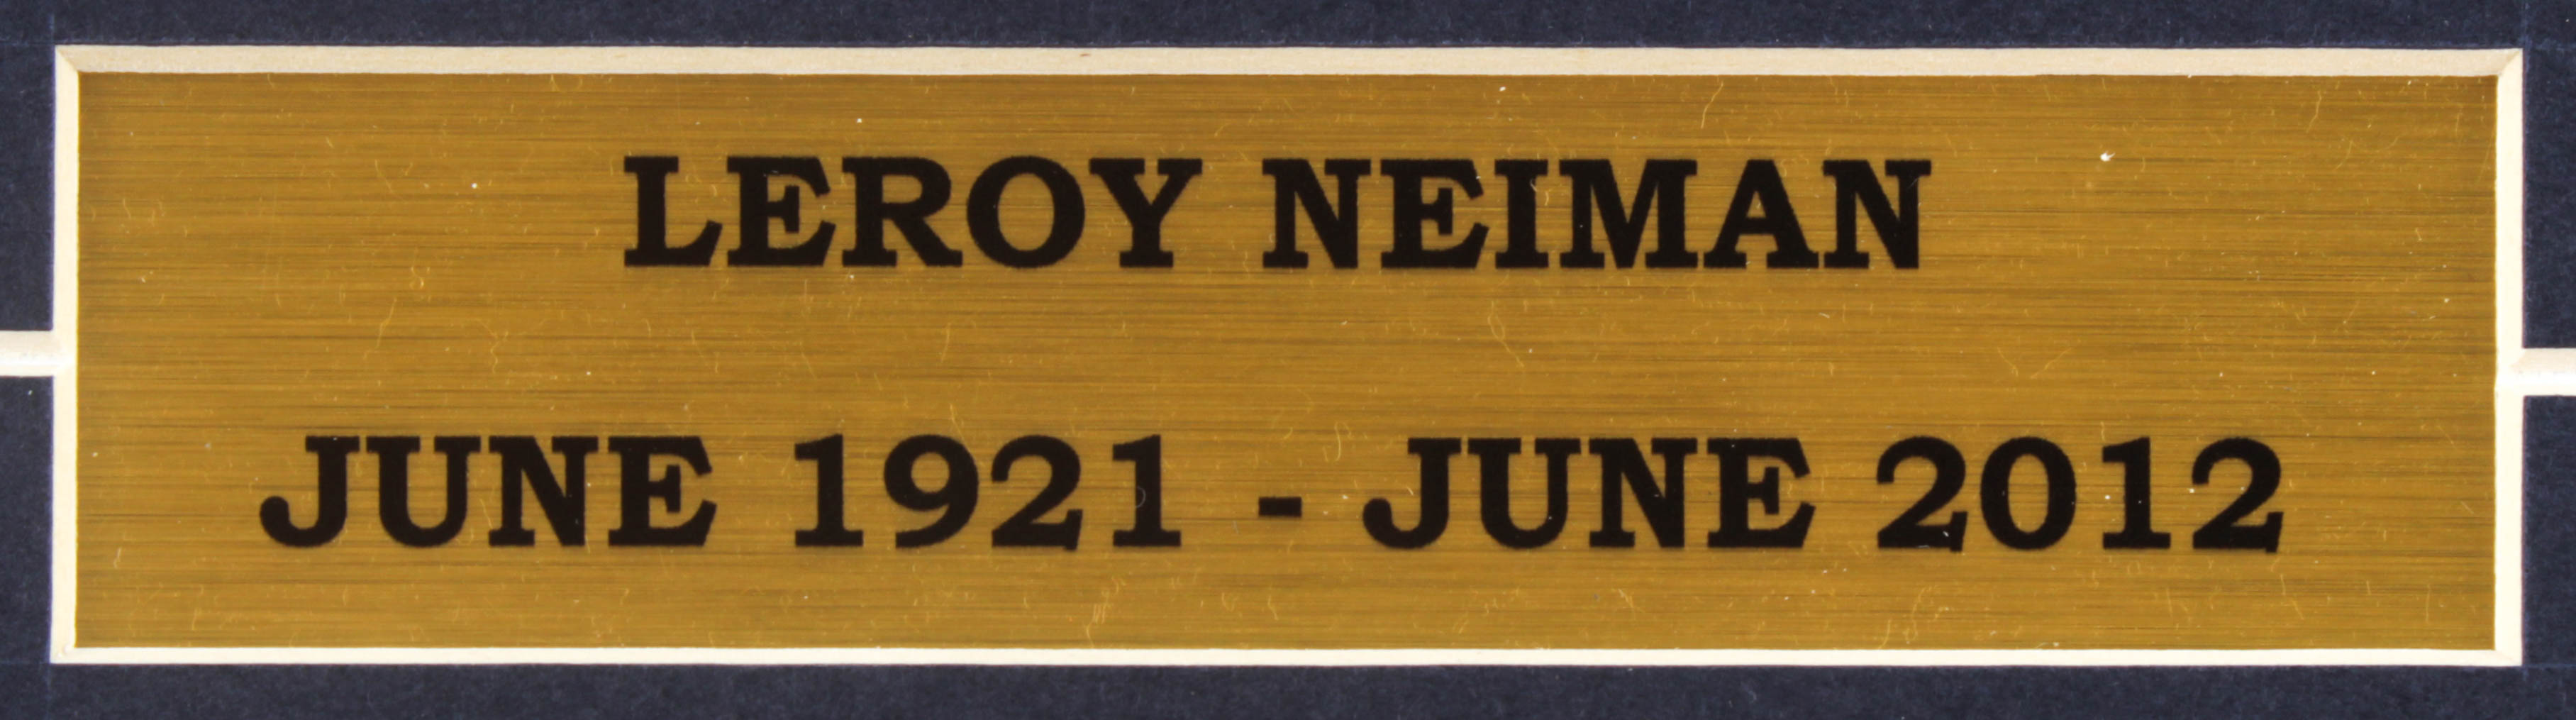 LEROY NEIMAN
JUNE 1921 - JUNE 2012